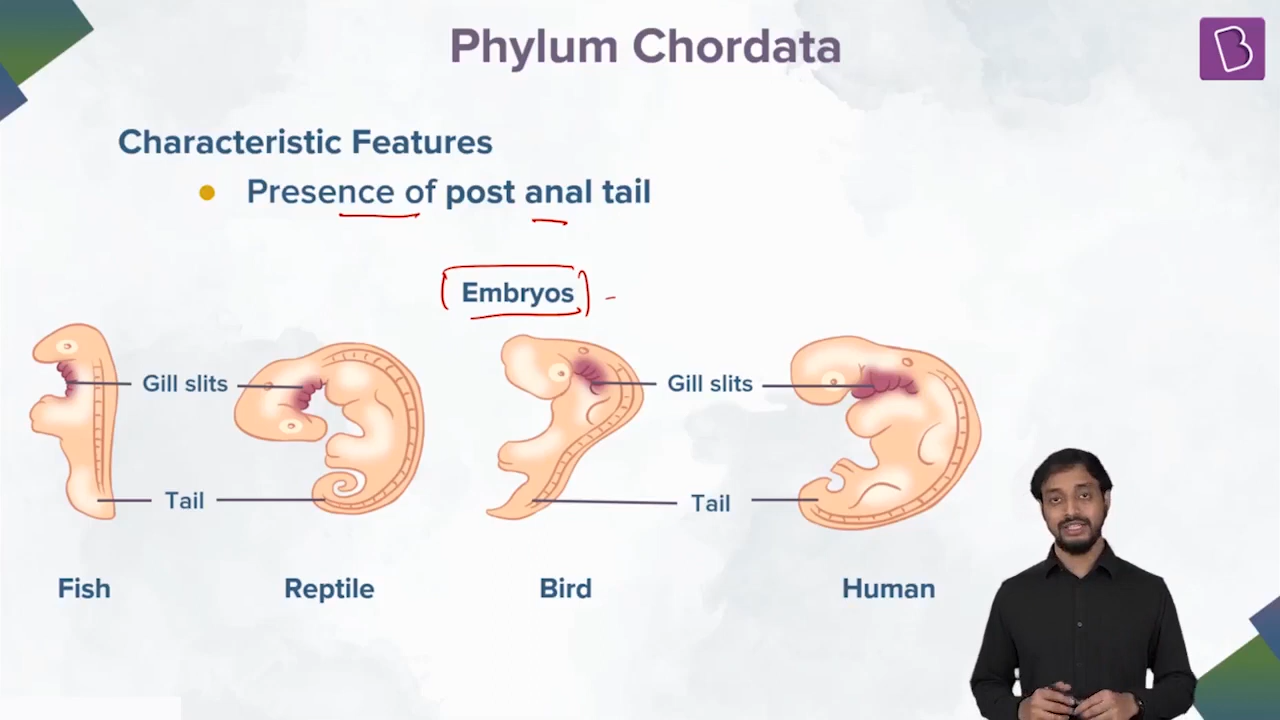 Phylum Chordata
Characteristic Features
Presence of post anal tail
Embryos
Gill slits
Gill slits
Tail
Tail
Fish
Reptile
Bird
Human